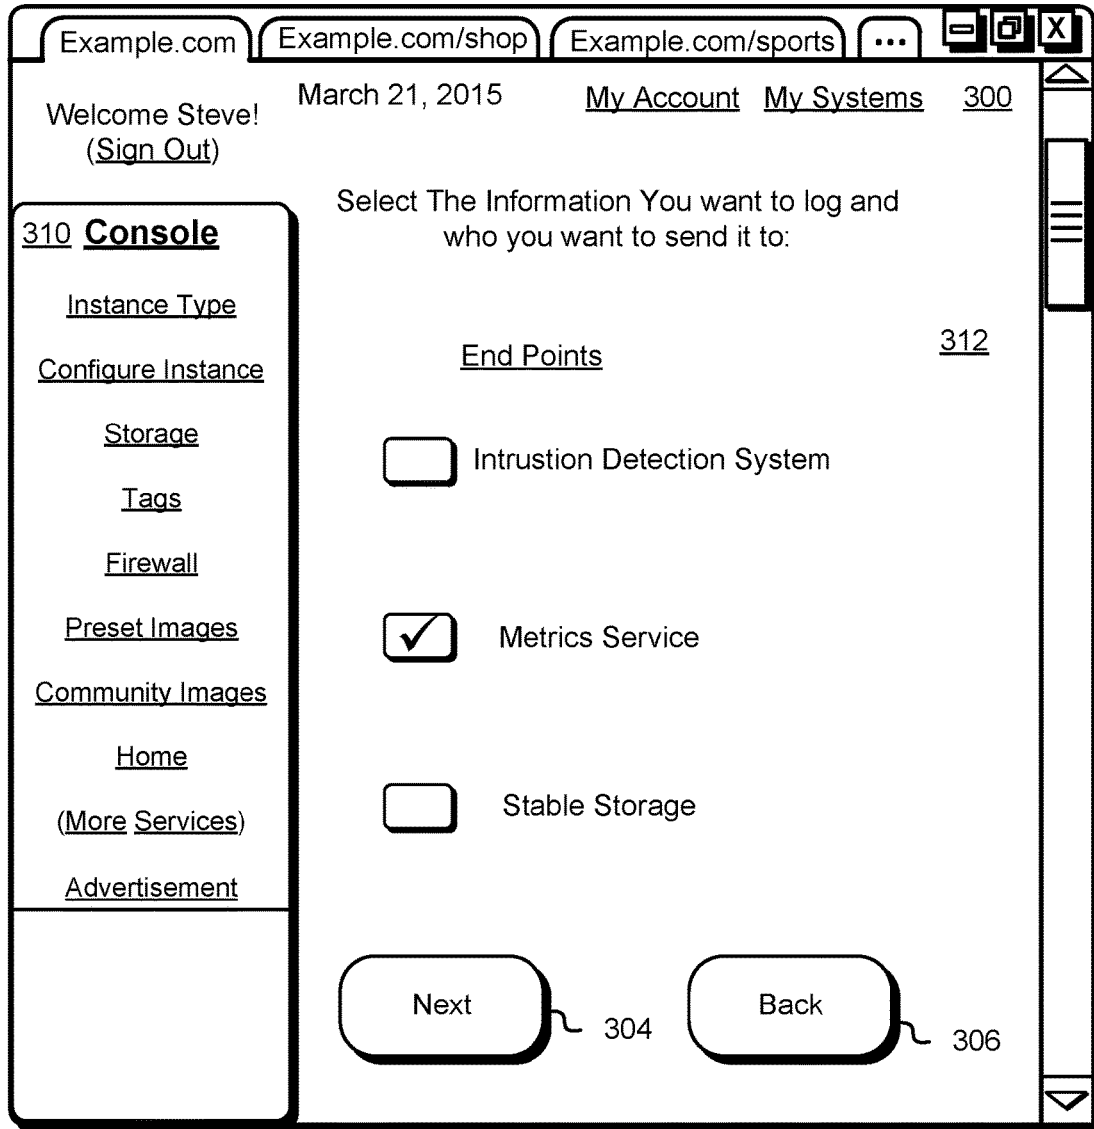 Example.com
Example.com/shop
Example.com/sports
...
X
Welcome Steve!
(Sign Out)
March 21, 2015
My Account
My Systems
300
310 Console
Instance Type
Configure Instance
Storage
Tags
Firewall
Preset Images
Community Images
Home
(More Services)
Advertisement
Select The Information You want to log and
who you want to send it to:
End Points
312
Intrustion Detection System
Metrics Service
Stable Storage
Next
304
Back
306